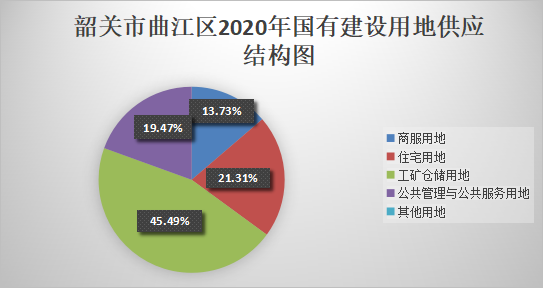 韶关市曲江区2020年国有建设用地供应
结构图
13.73%
19.47%
21.31%
45.49%
商服用地
住宅用地
工矿仓储用地
公共管理与公共服务用地
其他用地